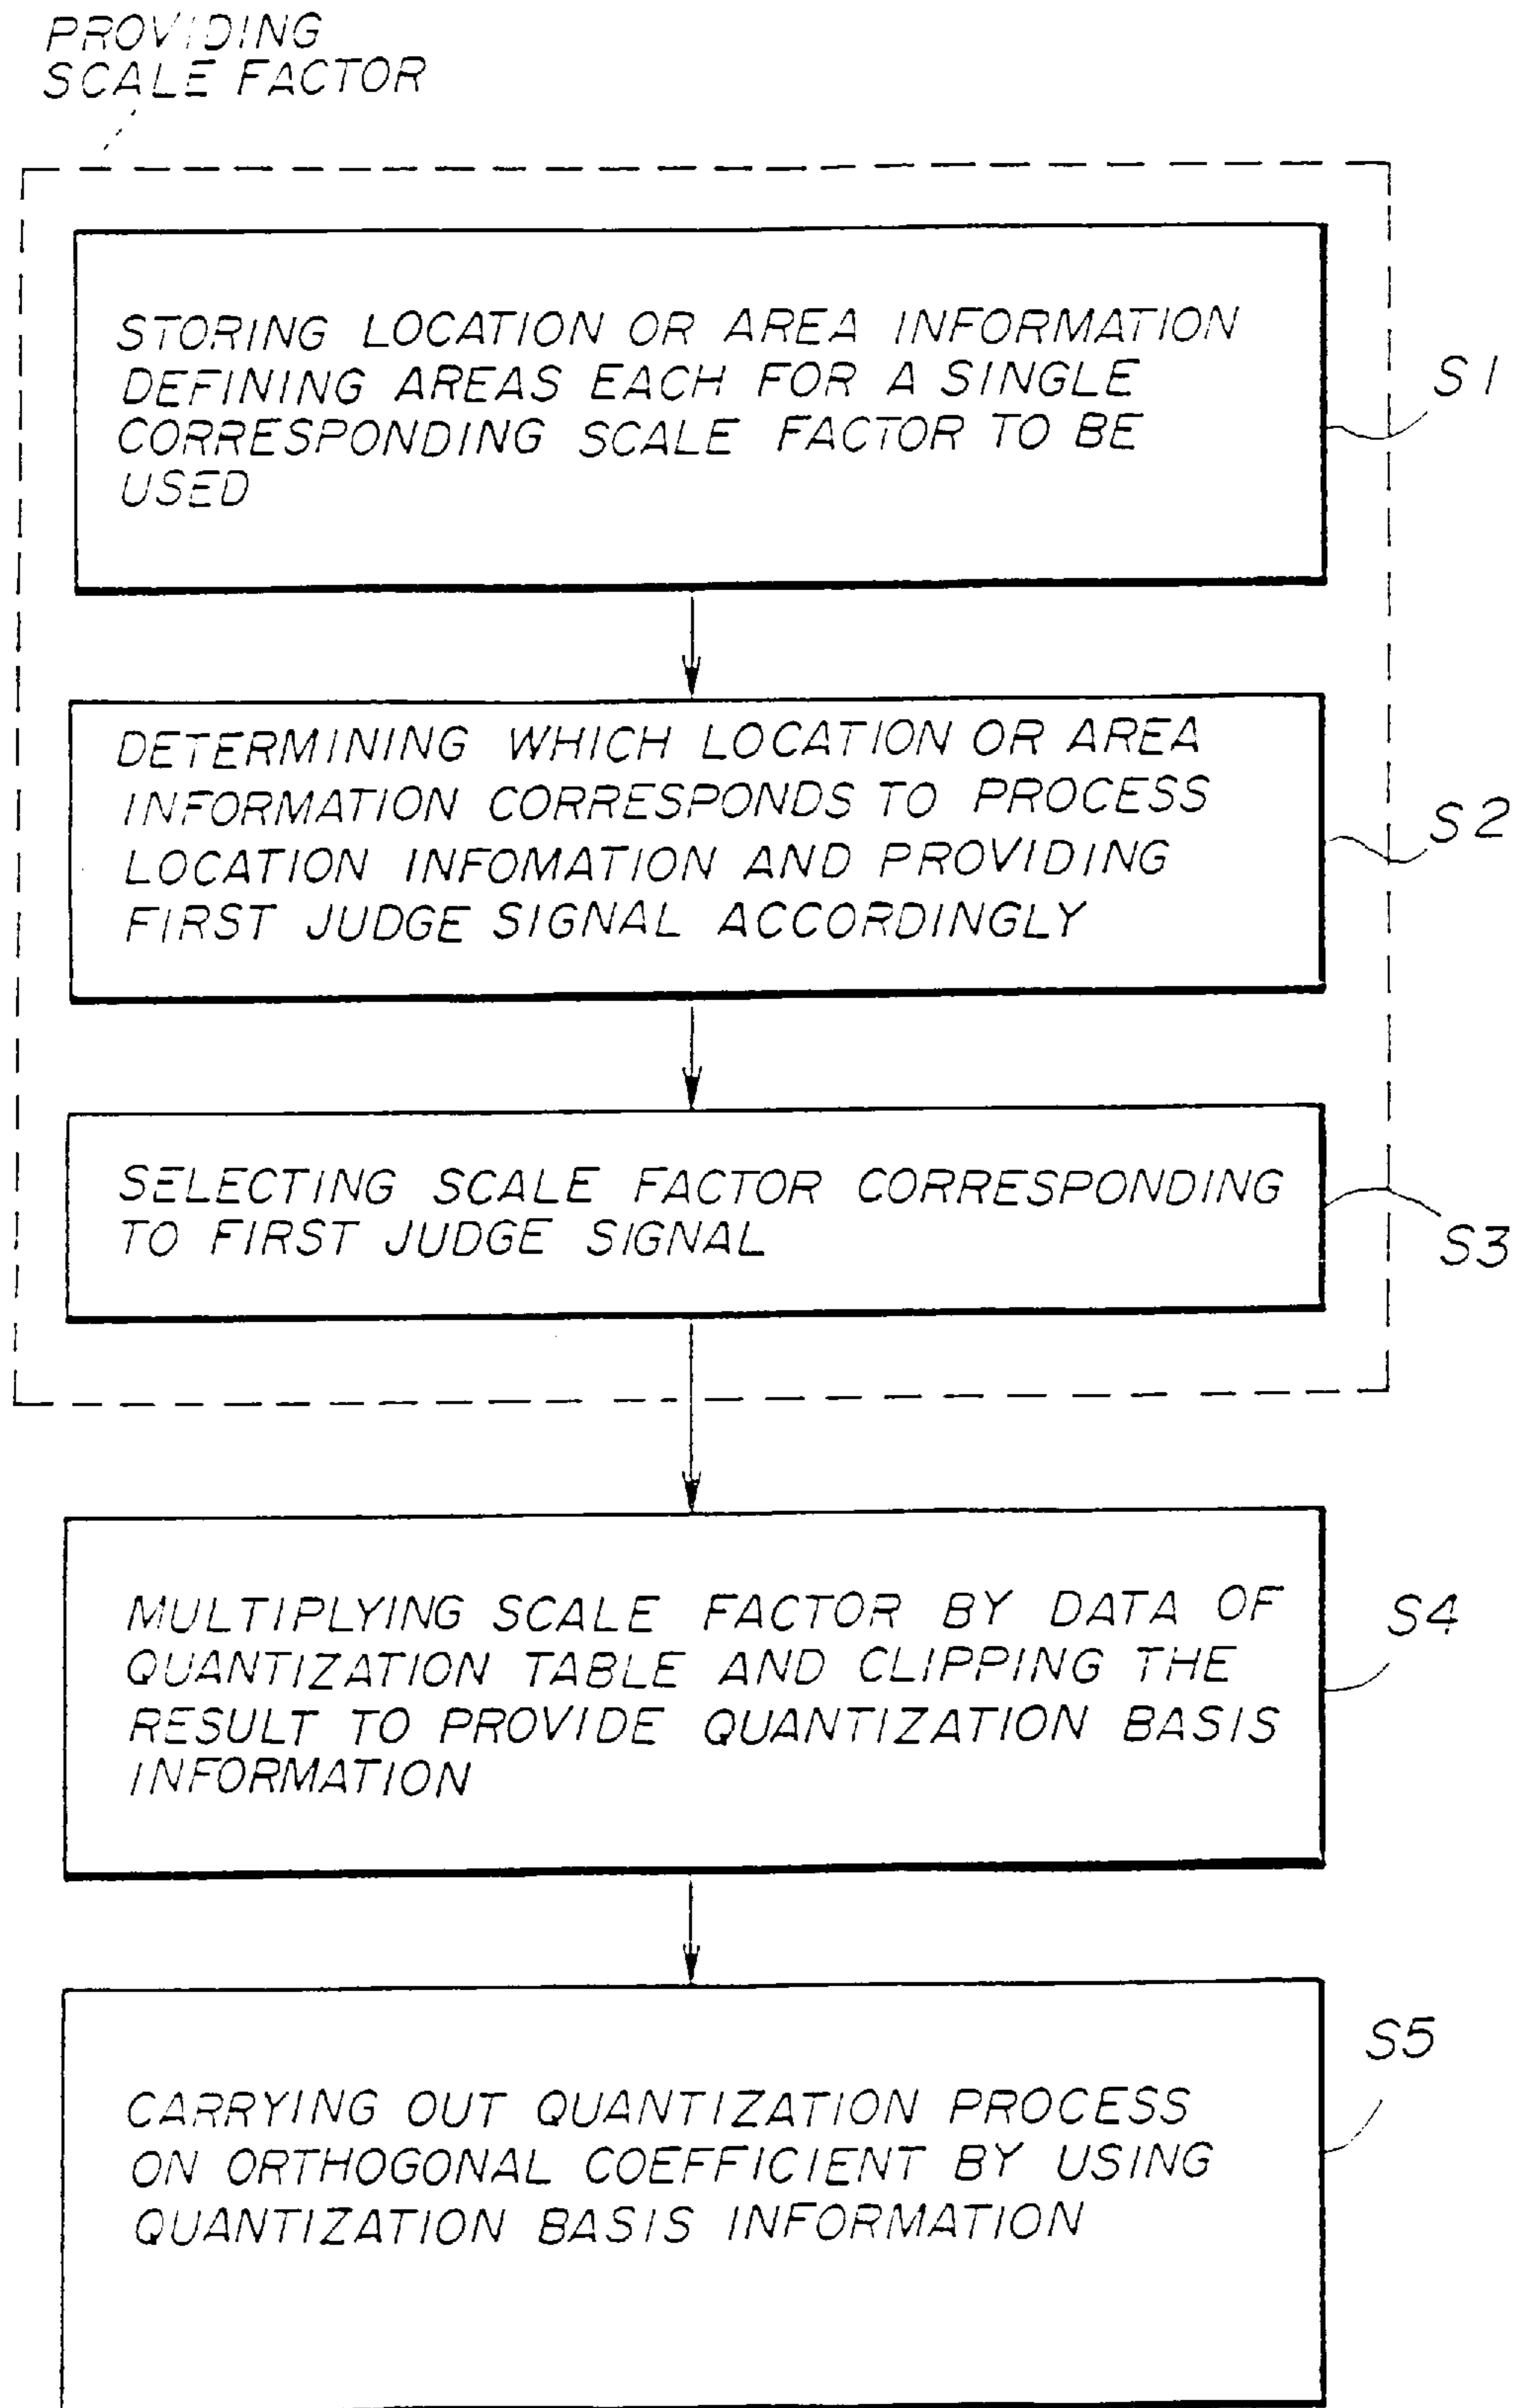 PROVIDING
SCALE FACTOR
STORING LOCATION OR AREA INFORMATION
DEFINING AREAS EACH FOR A SINGLE
CORRESPONDING SCALE FACTOR TO BE
USED
S1
DETERMINING WHICH LOCATION OR AREA
INFORMATION CORRESPONDS TO PROCESS
LOCATION INFOMATION AND PROVIDING
FIRST JUDGE SIGNAL ACCORDINGLY
S2
SELECTING SCALE FACTOR CORRESPONDING
TO FIRST JUDGE SIGNAL
S3
MULTIPLYING SCALE FACTOR BY DATA OF
QUANTIZATION TABLE AND CLIPPING THE
RESULT TO PROVIDE QUANTIZATION BASIS
INFORMATION
S4
CARRYING OUT QUANTIZATION PROCESS
ON ORTHOGONAL COEFFICIENT BY USING
QUANTIZATION BASIS INFORMATION
S5